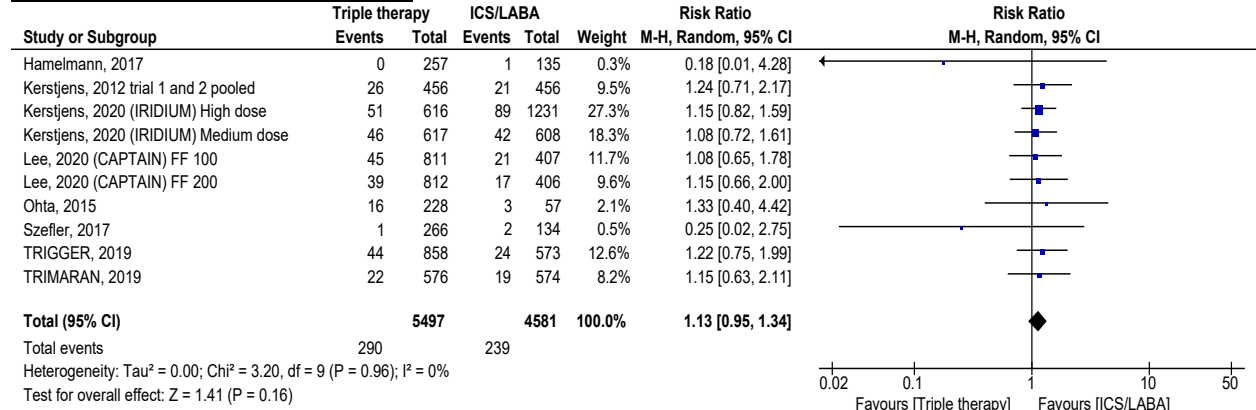 Triple therapy ICS/LABA Risk Ratio Risk Ratio
Study or Subgroup Events Total Events Total Weight M-H, Random, 95% CI M-H, Random, 95% CI
Hamelmann, 2017 0 257 1 135 0.3% 0.18 [0.01, 4.28]
Kerstjens, 2012 trial 1 and 2 pooled 26 456 21 456 9.5% 1.24 [0.71, 2.17]
Kerstjens, 2020 (IRIDIUM) High dose 51 616 89 1231 27.3% 1.15 [0.82, 1.59]
Kerstjens, 2020 (IRIDIUM) Medium dose 46 617 42 608 18.3% 1.08 [0.72, 1.61]
Lee, 2020 (CAPTAIN) FF 100 45 811 21 407 11.7% 1.08 [0.65, 1.78]
Lee, 2020 (CAPTAIN) FF 200 39 812 17 406 9.6% 1.15 [0.66, 2.00]
Ohta, 2015 16 228 3 57 2.1% 1.33 [0.40, 4.42]
Szefler, 2017 1 266 2 134 0.5% 0.25 [0.02, 2.75]
TRIGGER, 2019 44 858 24 573 12.6% 1.22 [0.75, 1.99]
TRIMARAN, 2019 22 576 19 574 8.2% 1.15 [0.63, 2.11]
Total (95% CI) 5497 4581 100.0% 1.13 [0.95, 1.34]
Total events 290 239
Heterogeneity: Tau² = 0.00; Chi² = 3.20, df = 9 (P = 0.96); I² = 0%
Test for overall effect: Z = 1.41 (P = 0.16)
0.02 0.1 1 10 50
Favours [Triple therapy] Favours [ICS/LABA]